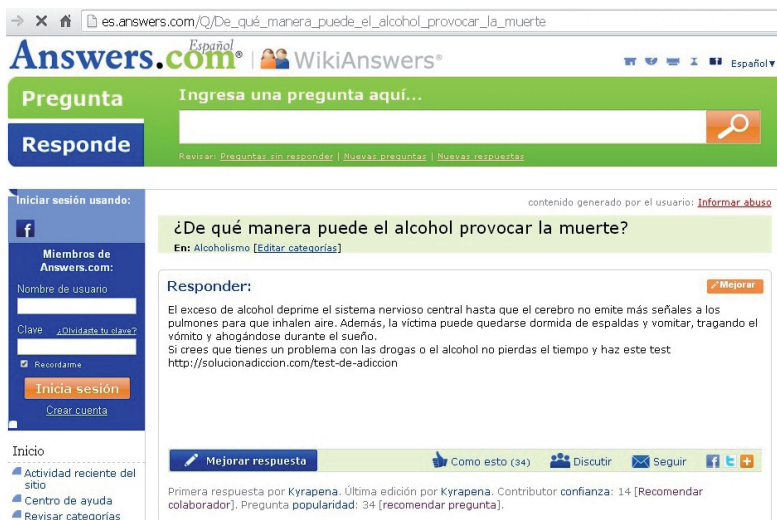 es.answers.com/Q/De_qué_manera_puede_el_alcohol_provocar_la_muerte
Answers.com® Español WikiAnswers®
Español▼
Pregunta
Ingresa una pregunta aquí...
Responde
Revisar: Preguntas sin responder | Nuevas preguntas | Nuevas respuestas
Iniciar sesión usando:
contenido generado por el usuario: Informar abuso
f
¿De qué manera puede el alcohol provocar la muerte?
En: Alcoholismo [Editar categorías]
Miembros de
Answers.com:
Nombre de usuario
Clave ¿Olvidaste tu clave?
Recordarme
Inicia sesión
Crear cuenta
Responder:
Mejorar
El exceso de alcohol deprime el sistema nervioso central hasta que el cerebro no emite más señales a los
pulmones para que inhalen aire. Además, la víctima puede quedarse dormida de espaldas y vomitar, tragando el
vómito y ahogándose durante el sueño.
Si crees que tienes un problema con las drogas o el alcohol no pierdas el tiempo y haz este test
http://solucionadiccion.com/test-de-adiccion
Inicio
Actividad reciente del
sitio
Centro de ayuda
Revisar categorías
Mejorar respuesta
Como esto (34)
Discutir
Seguir
Primera respuesta por Kyrapena. Última edición por Kyrapena. Contributor confianza: 14 [Recomendar
colaborador]. Pregunta popularidad: 34 [recomendar pregunta].